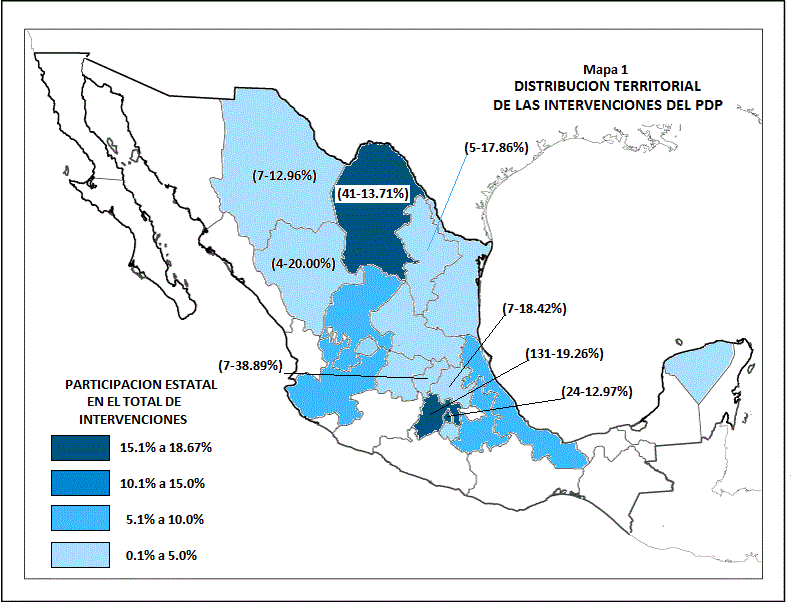 Mapa 1
DISTRIBUCION TERRITORIAL
DE LAS INTERVENCIONES DEL PDP
(5-17.86%)
(7-12.96%)
(41-13.71%)
(4-20.00%)
(7-18.42%)
(131-19.26%)
(7-38.89%)
(24-12.97%)
PARTICIPACION ESTATAL
EN EL TOTAL DE
INTERVENCIONES
15.1% a 18.67%
10.1% a 15.0%
5.1% a 10.0%
0.1% a 5.0%